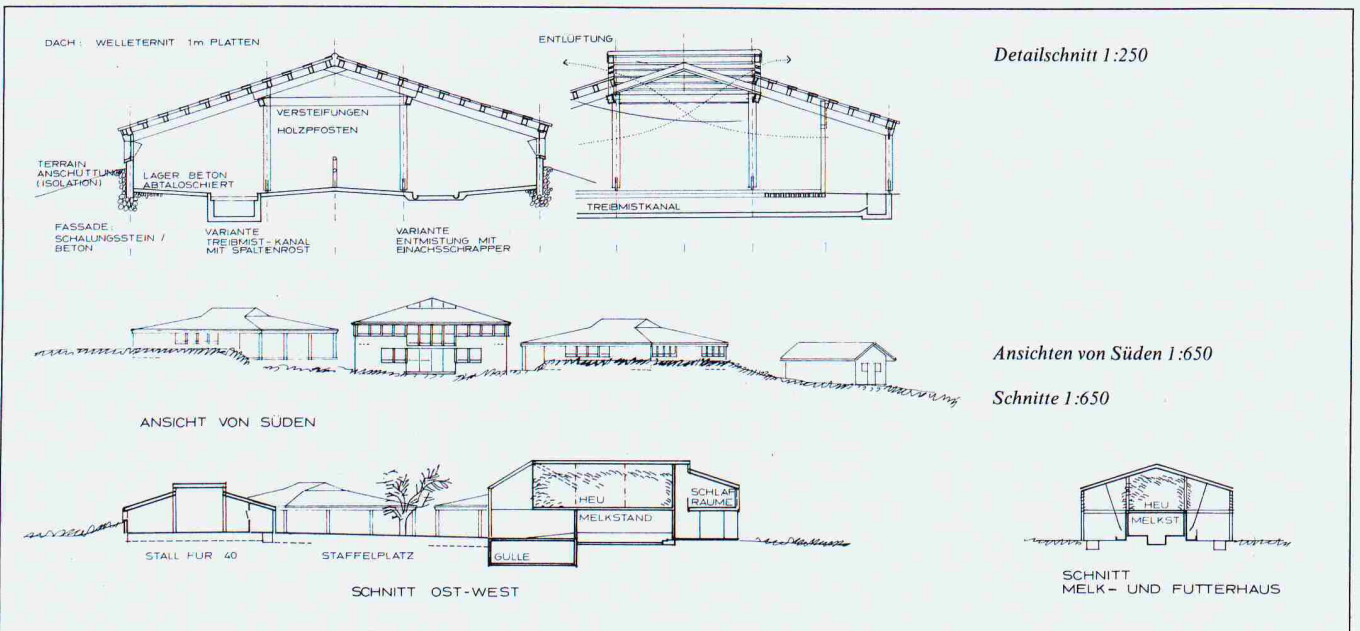 DACH: WELLETERNIT 1m PLATTEN
ENTLÜFTUNG
Detailschnitt 1:250
VERSTEIFUNGEN
HOLZPFOSTEN
TERRAIN
ANSCHÜTTUNG
(ISOLATION)
LAGER BETON
ABTALOSCHIERT
TREIBMISTKANAL
FASSADE:
SCHALUNGSSTEIN /
BETON
VARIANTE
TREIBMIST-KANAL
MIT SPALTENROST
VARIANTE
ENTMISTUNG MIT
EINACHSSCHRAPPER
Ansichten von Süden 1:650
Schnitte 1:650
ANSICHT VON SÜDEN
HEU
SCHLAF
RÄUME
MELKSTAND
STALL FÜR 40
STAFFELPLATZ
GÜLLE
SCHNITT OST-WEST
HEU
MELKST
SCHNITT
MELK- UND FUTTERHAUS